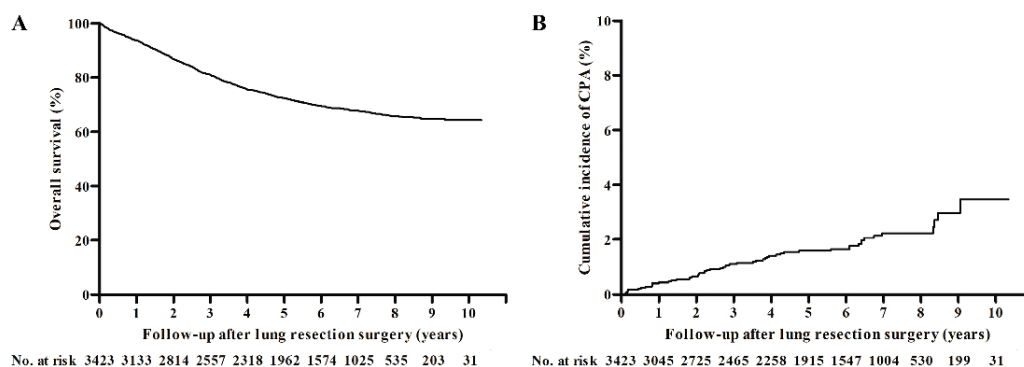 A
Overall survival (%)
100
80
60
40
20
0
0 1 2 3 4 5 6 7 8 9 10
Follow-up after lung resection surgery (years)
No. at risk 3423 3133 2814 2557 2318 1962 1574 1025 535 203 31
B
Cumulative incidence of CPA (%)
10
8
6
4
2
0
0 1 2 3 4 5 6 7 8 9 10
Follow-up after lung resection surgery (years)
No. at risk 3423 3045 2725 2465 2258 1915 1547 1004 530 199 31